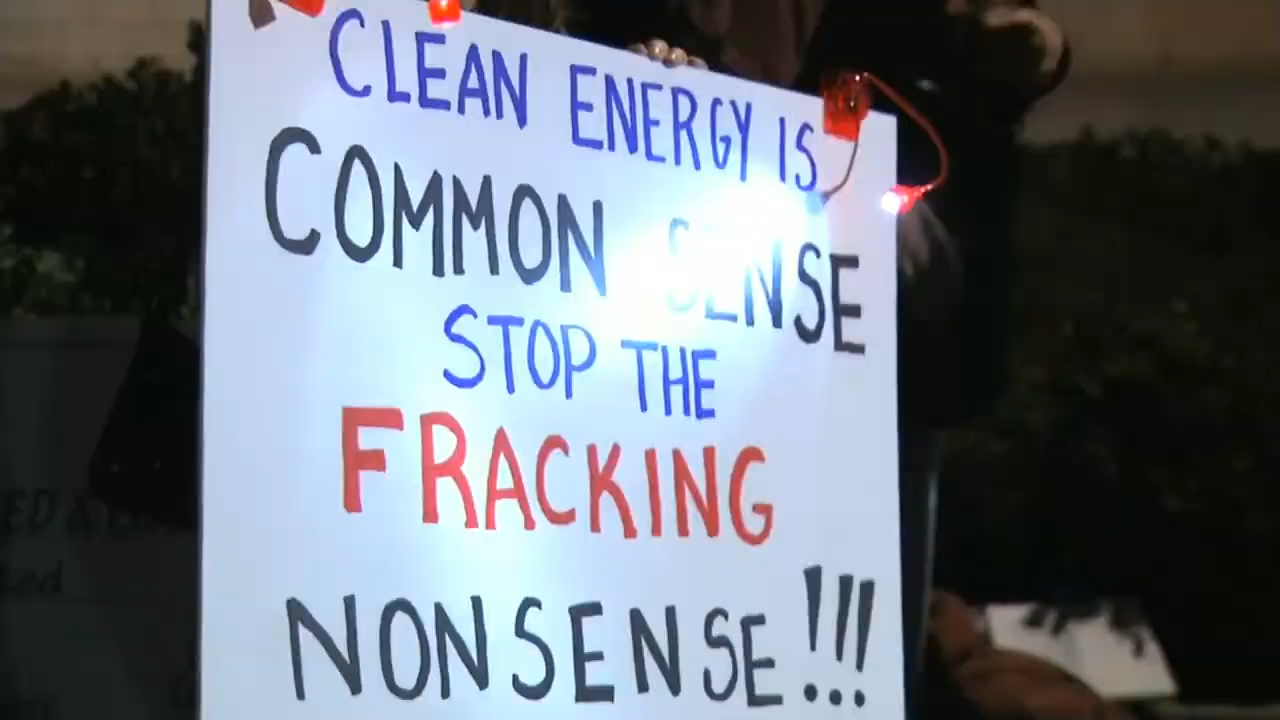 CLEAN ENERGY IS
COMMON SENSE
STOP THE
FRACKING
NONSENSE!!!